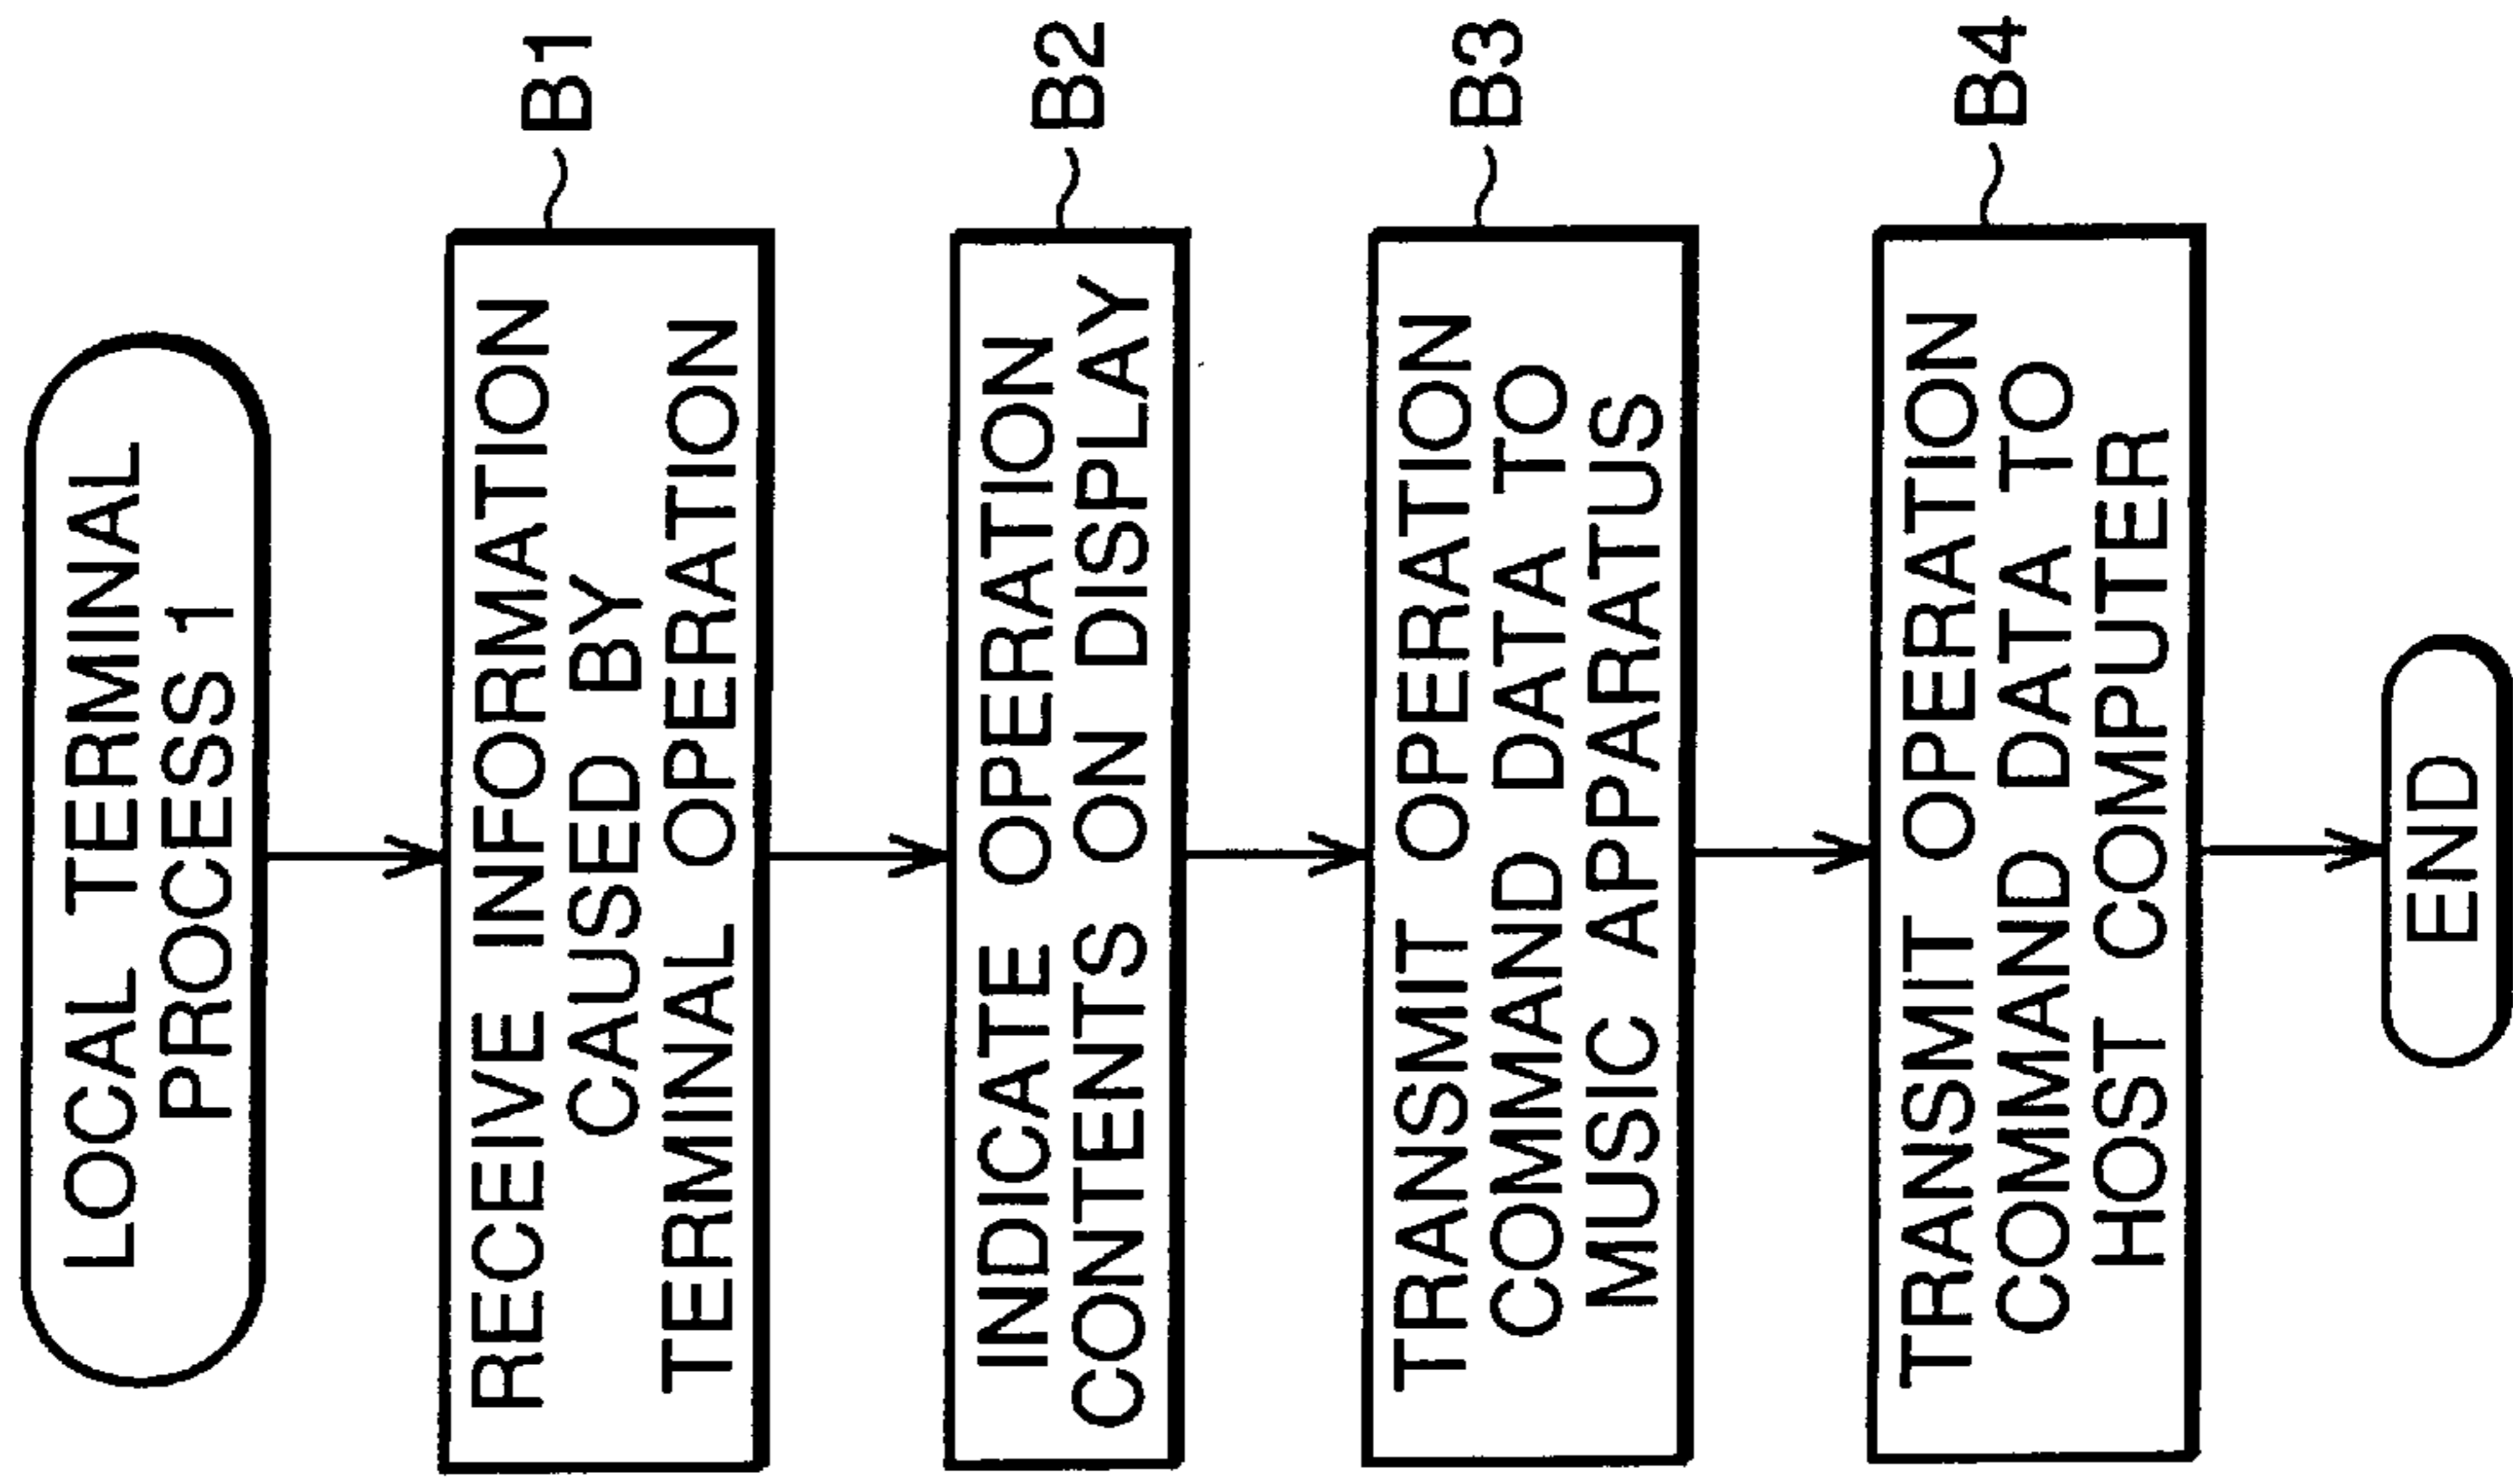 LOCAL TERMINAL
PROCESS 1
RECEIVE INFORMATION
CAUSED BY
TERMINAL OPERATION
B1
INDICATE OPERATION
CONTENTS ON DISPLAY
B2
TRANSMIT OPERATION
COMMAND DATA TO
MUSIC APPARATUS
B3
TRANSMIT OPERATION
COMMAND DATA TO
HOST COMPUTER
B4
END